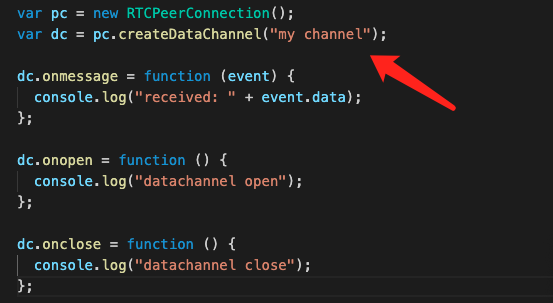 var pc = new RTCPeerConnection();
var dc = pc.createDataChannel("my channel");
dc.onmessage = function (event) {
  console.log("received: " + event.data);
};
dc.onopen = function () {
  console.log("datachannel open");
};
dc.onclose = function () {
  console.log("datachannel close");
};